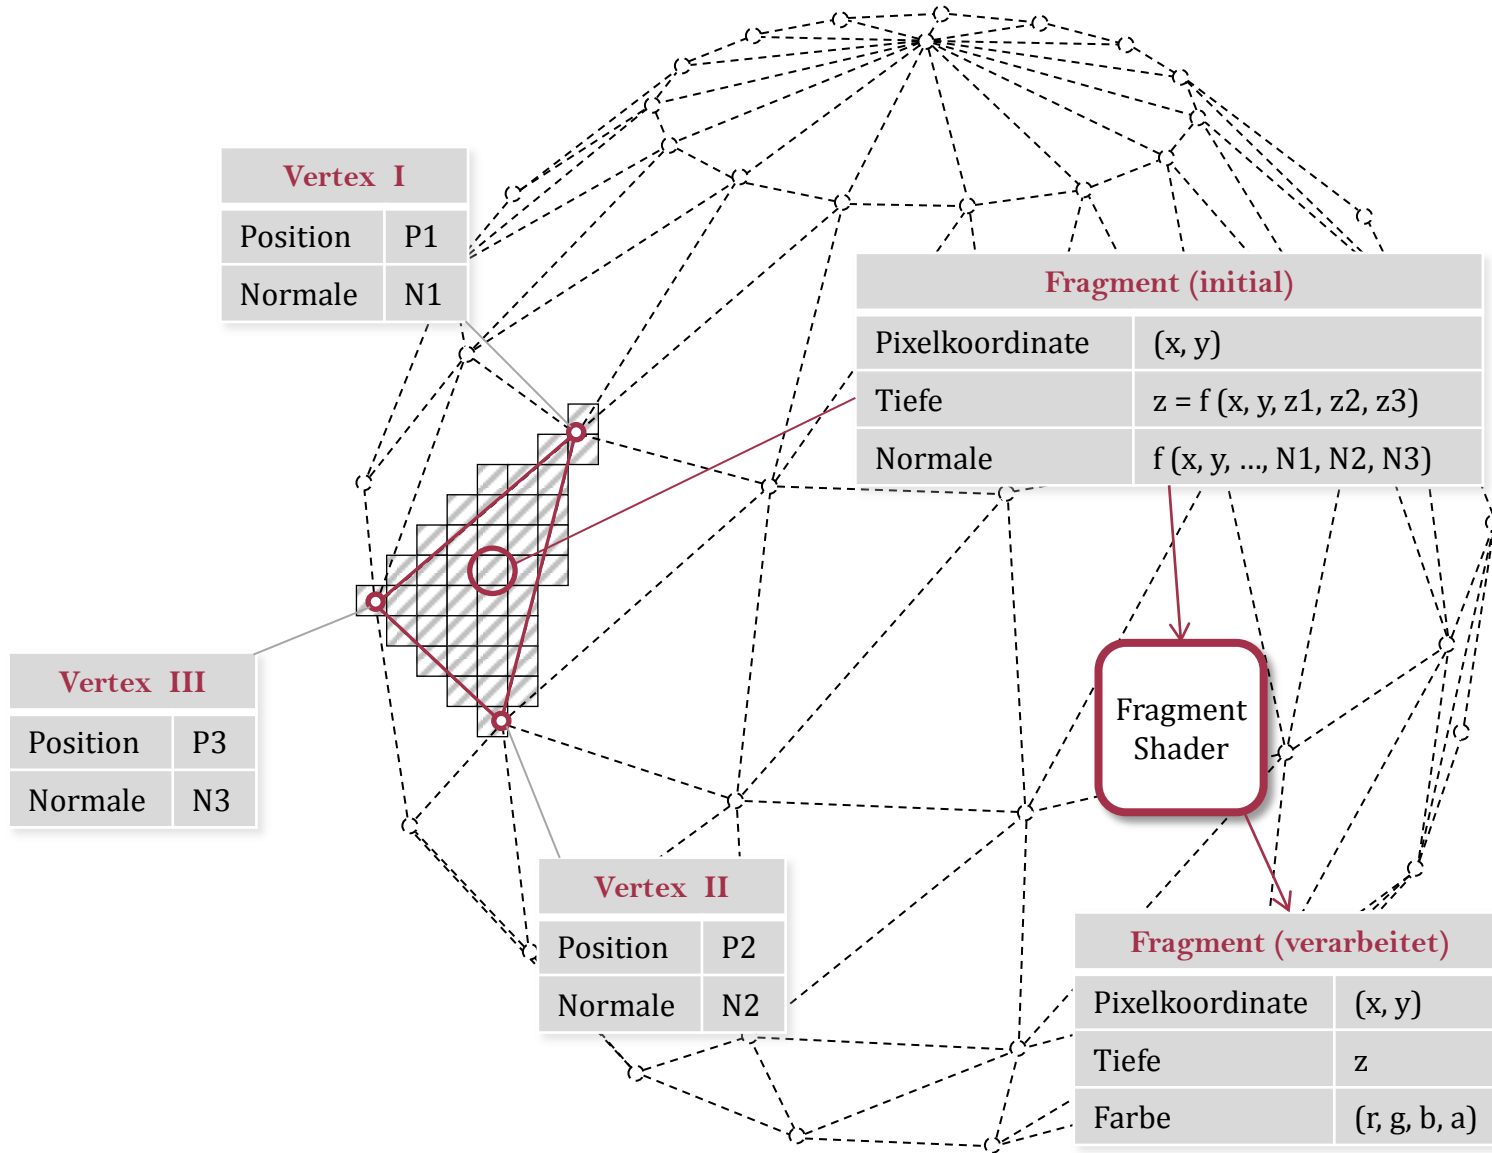 Vertex I
Position P1
Normale N1
Fragment (initial)
Pixelkoordinate (x, y)
Tiefe z = f (x, y, z1, z2, z3)
Normale f (x, y, ..., N1, N2, N3)
Vertex III
Position P3
Normale N3
Fragment
Shader
Vertex II
Position P2
Normale N2
Fragment (verarbeitet)
Pixelkoordinate (x, y)
Tiefe z
Farbe (r, g, b, a)